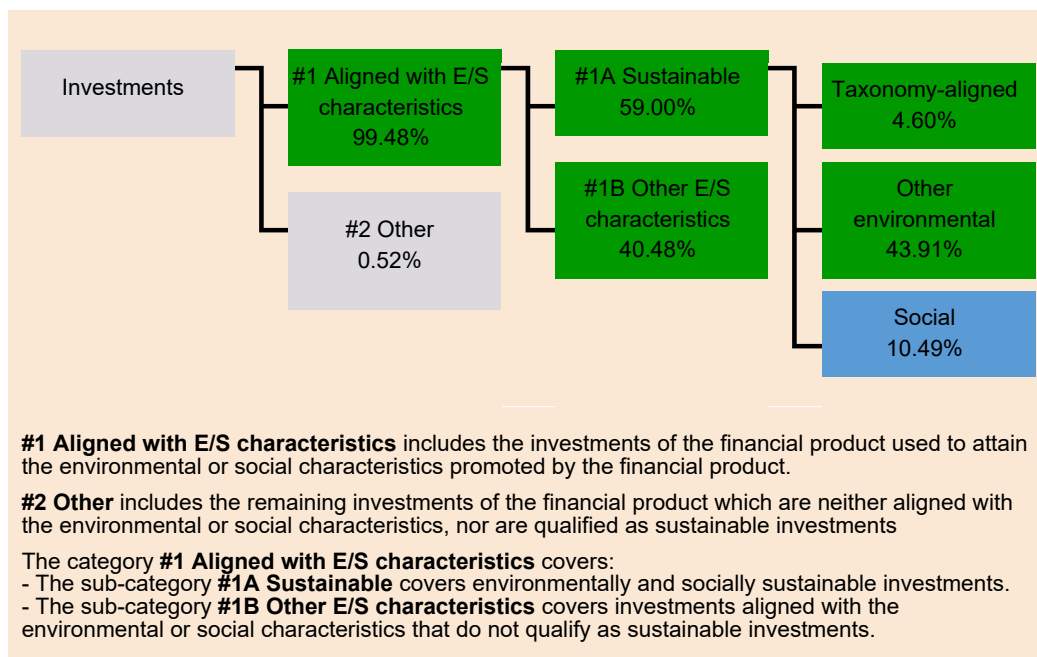 Investments
#1 Aligned with E/S
characteristics
99.48%
#2 Other
0.52%
#1A Sustainable
59.00%
#1B Other E/S
characteristics
40.48%
Taxonomy-aligned
4.60%
Other
environmental
43.91%
Social
10.49%
#1 Aligned with E/S characteristics includes the investments of the financial product used to attain
the environmental or social characteristics promoted by the financial product.
#2 Other includes the remaining investments of the financial product which are neither aligned with
the environmental or social characteristics, nor are qualified as sustainable investments
The category #1 Aligned with E/S characteristics covers:
- The sub-category #1A Sustainable covers environmentally and socially sustainable investments.
- The sub-category #1B Other E/S characteristics covers investments aligned with the
environmental or social characteristics that do not qualify as sustainable investments.